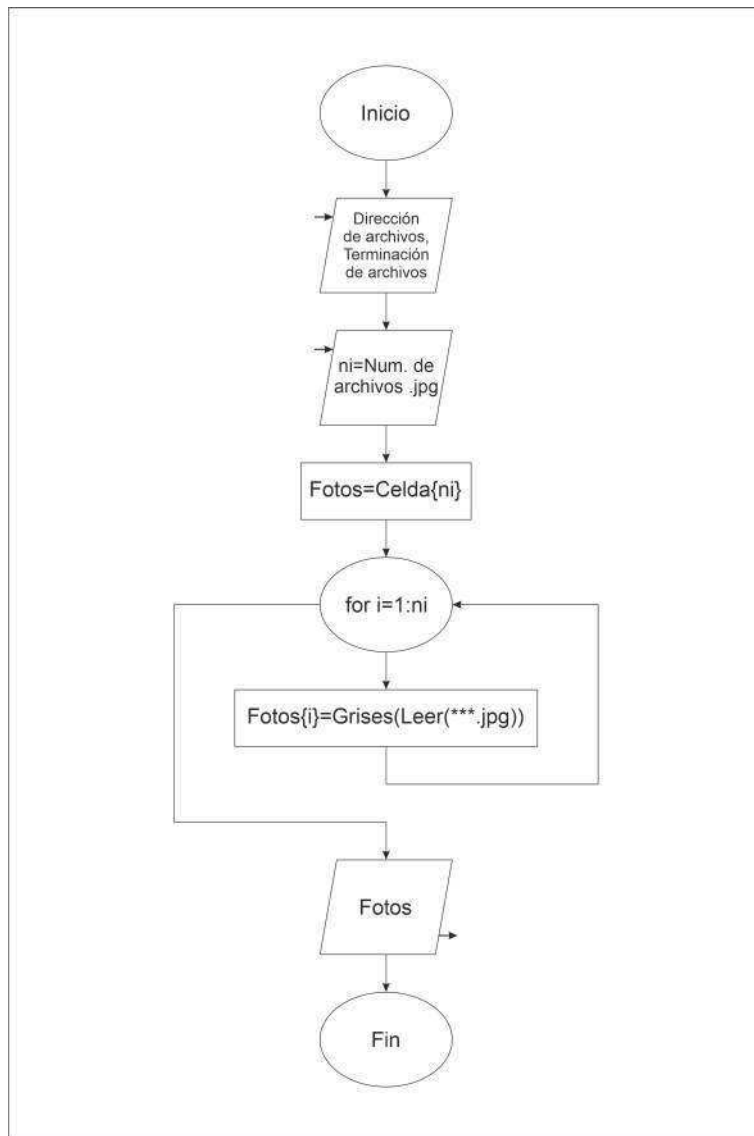 Inicio
Dirección
de archivos,
Terminación
de archivos
ni=Num. de
archivos .jpg
Fotos=Celda{ni}
for i=1:ni
Fotos{i}=Grises(Leer(***.jpg))
Fotos
Fin